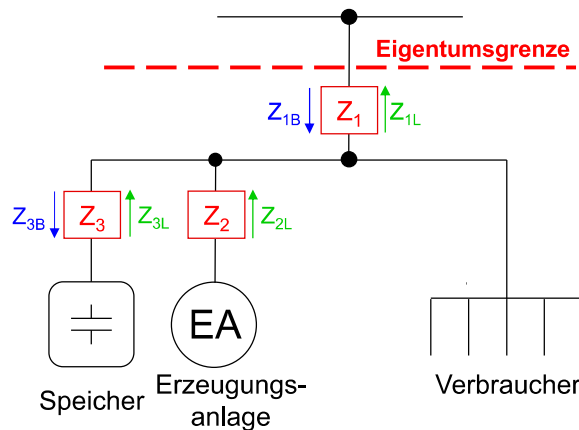 Eigentumsgrenze
Z1B
Z1
Z1L
Z3B
Z3
Z3L
Z2
Z2L
EA
Speicher
Erzeugungs-
anlage
Verbraucher